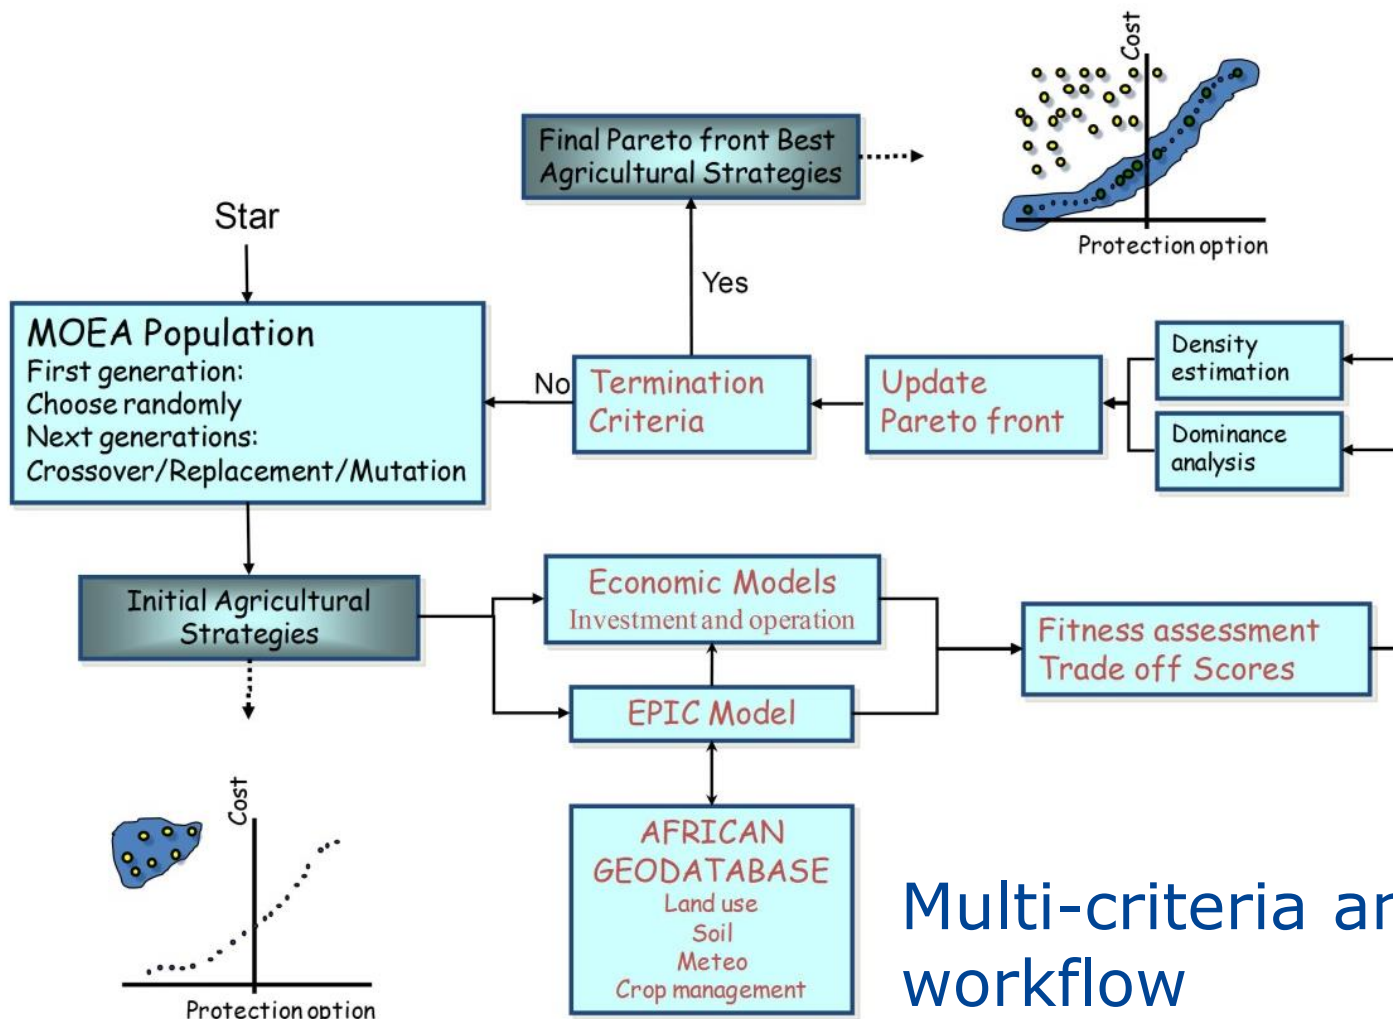 Cost
Protection option
Final Pareto front Best
Agricultural Strategies
Star
Yes
MOEA Population
First generation:
Choose randomly
Next generations:
Crossover/Replacement/Mutation
No
Termination
Criteria
Update
Pareto front
Density
estimation
Dominance
analysis
Initial Agricultural
Strategies
Economic Models
Investment and operation
EPIC Model
Fitness assessment
Trade off Scores
AFRICAN
GEODATABASE
Land use
Soil
Meteo
Crop management
Cost
Protection option
Multi-criteria
workflow